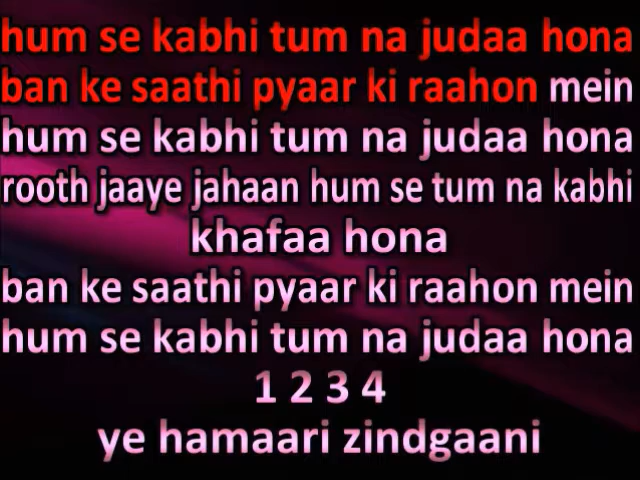 hum se kabhi tum na judaa hona
ban ke saathi pyaar ki raahon mein
hum se kabhi tum na judaa hona
rooth jaaye jahaan hum se tum na kabhi
khafaa hona
ban ke saathi pyaar ki raahon mein
hum se kabhi tum na judaa hona
1 2 3 4
ye hamaari zindgaani